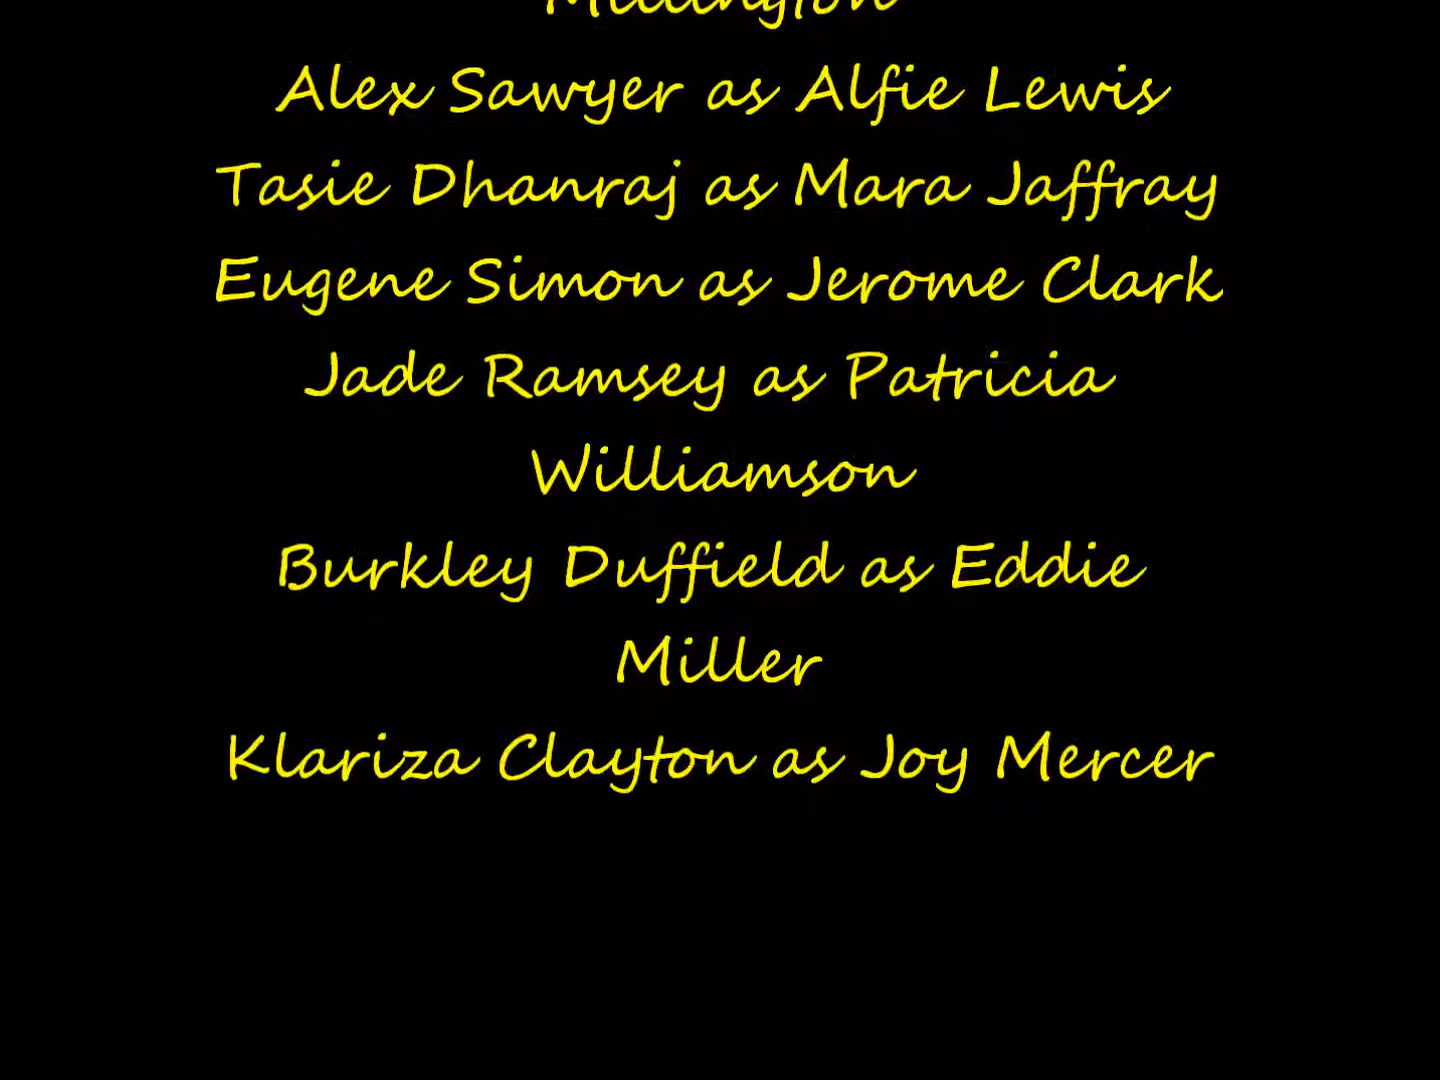 Millington
Alex Sawyer as Alfie Lewis
Tasie Dhanraj as Mara Jaffray
Eugene Simon as Jerome Clark
Jade Ramsey as Patricia
Williamson
Burkley Duffield as Eddie
Miller
Klariza Clayton as Joy Mercer